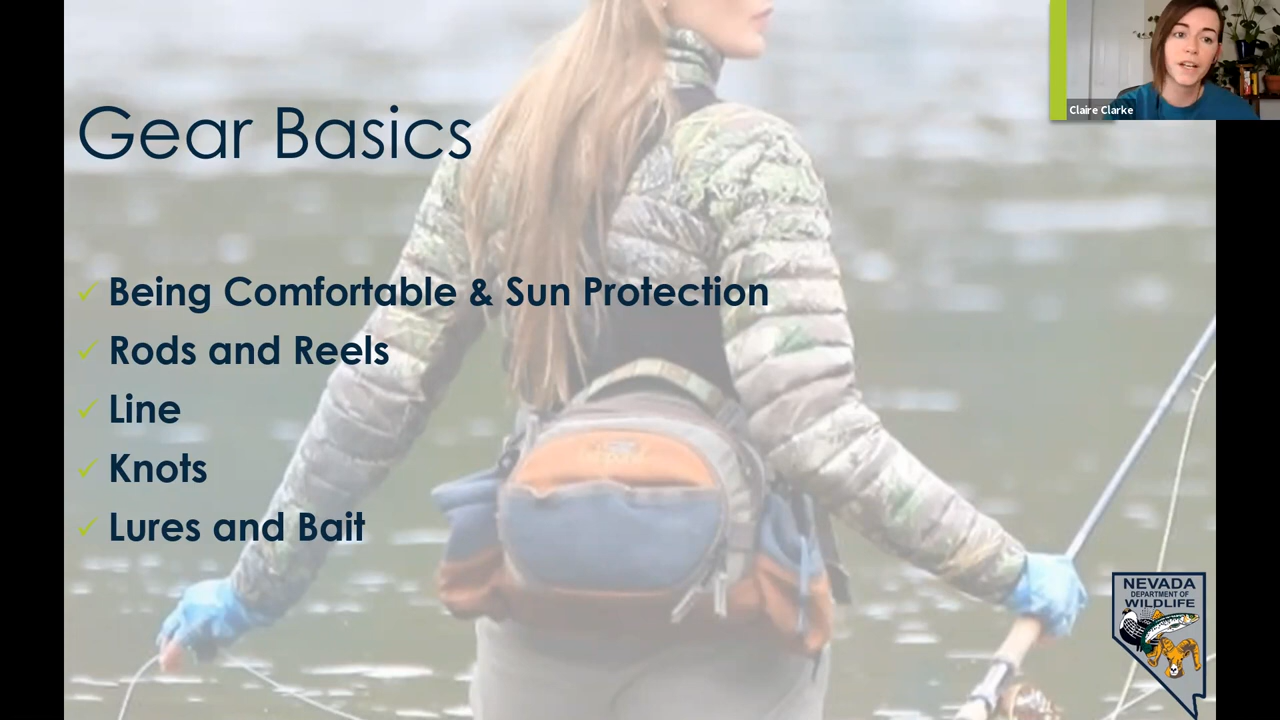 Claire Clarke
Gear Basics
Being Comfortable & Sun Protection
Rods and Reels
Line
Knots
Lures and Bait
NEVADA
DEPARTMENT OF
WILDLIFE